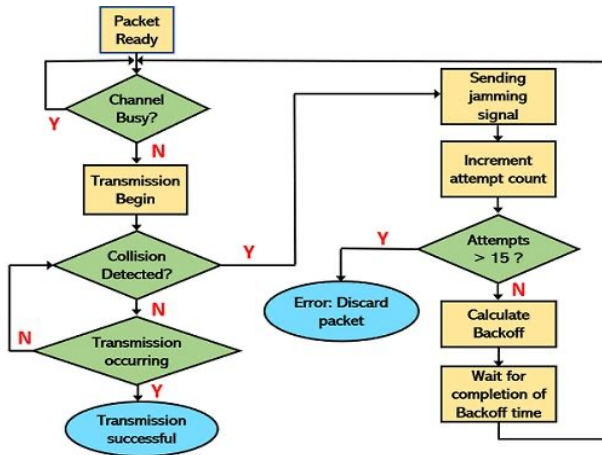 Packet
Ready
Channel
Busy?
Y
N
Transmission
Begin
Collision
Detected?
Y
N
Transmission
occurring
N
Y
Transmission
successful
Sending
jamming
signal
Increment
attempt count
Attempts
> 15 ?
Y
N
Error: Discard
packet
Calculate
Backoff
Wait for
completion of
Backoff time